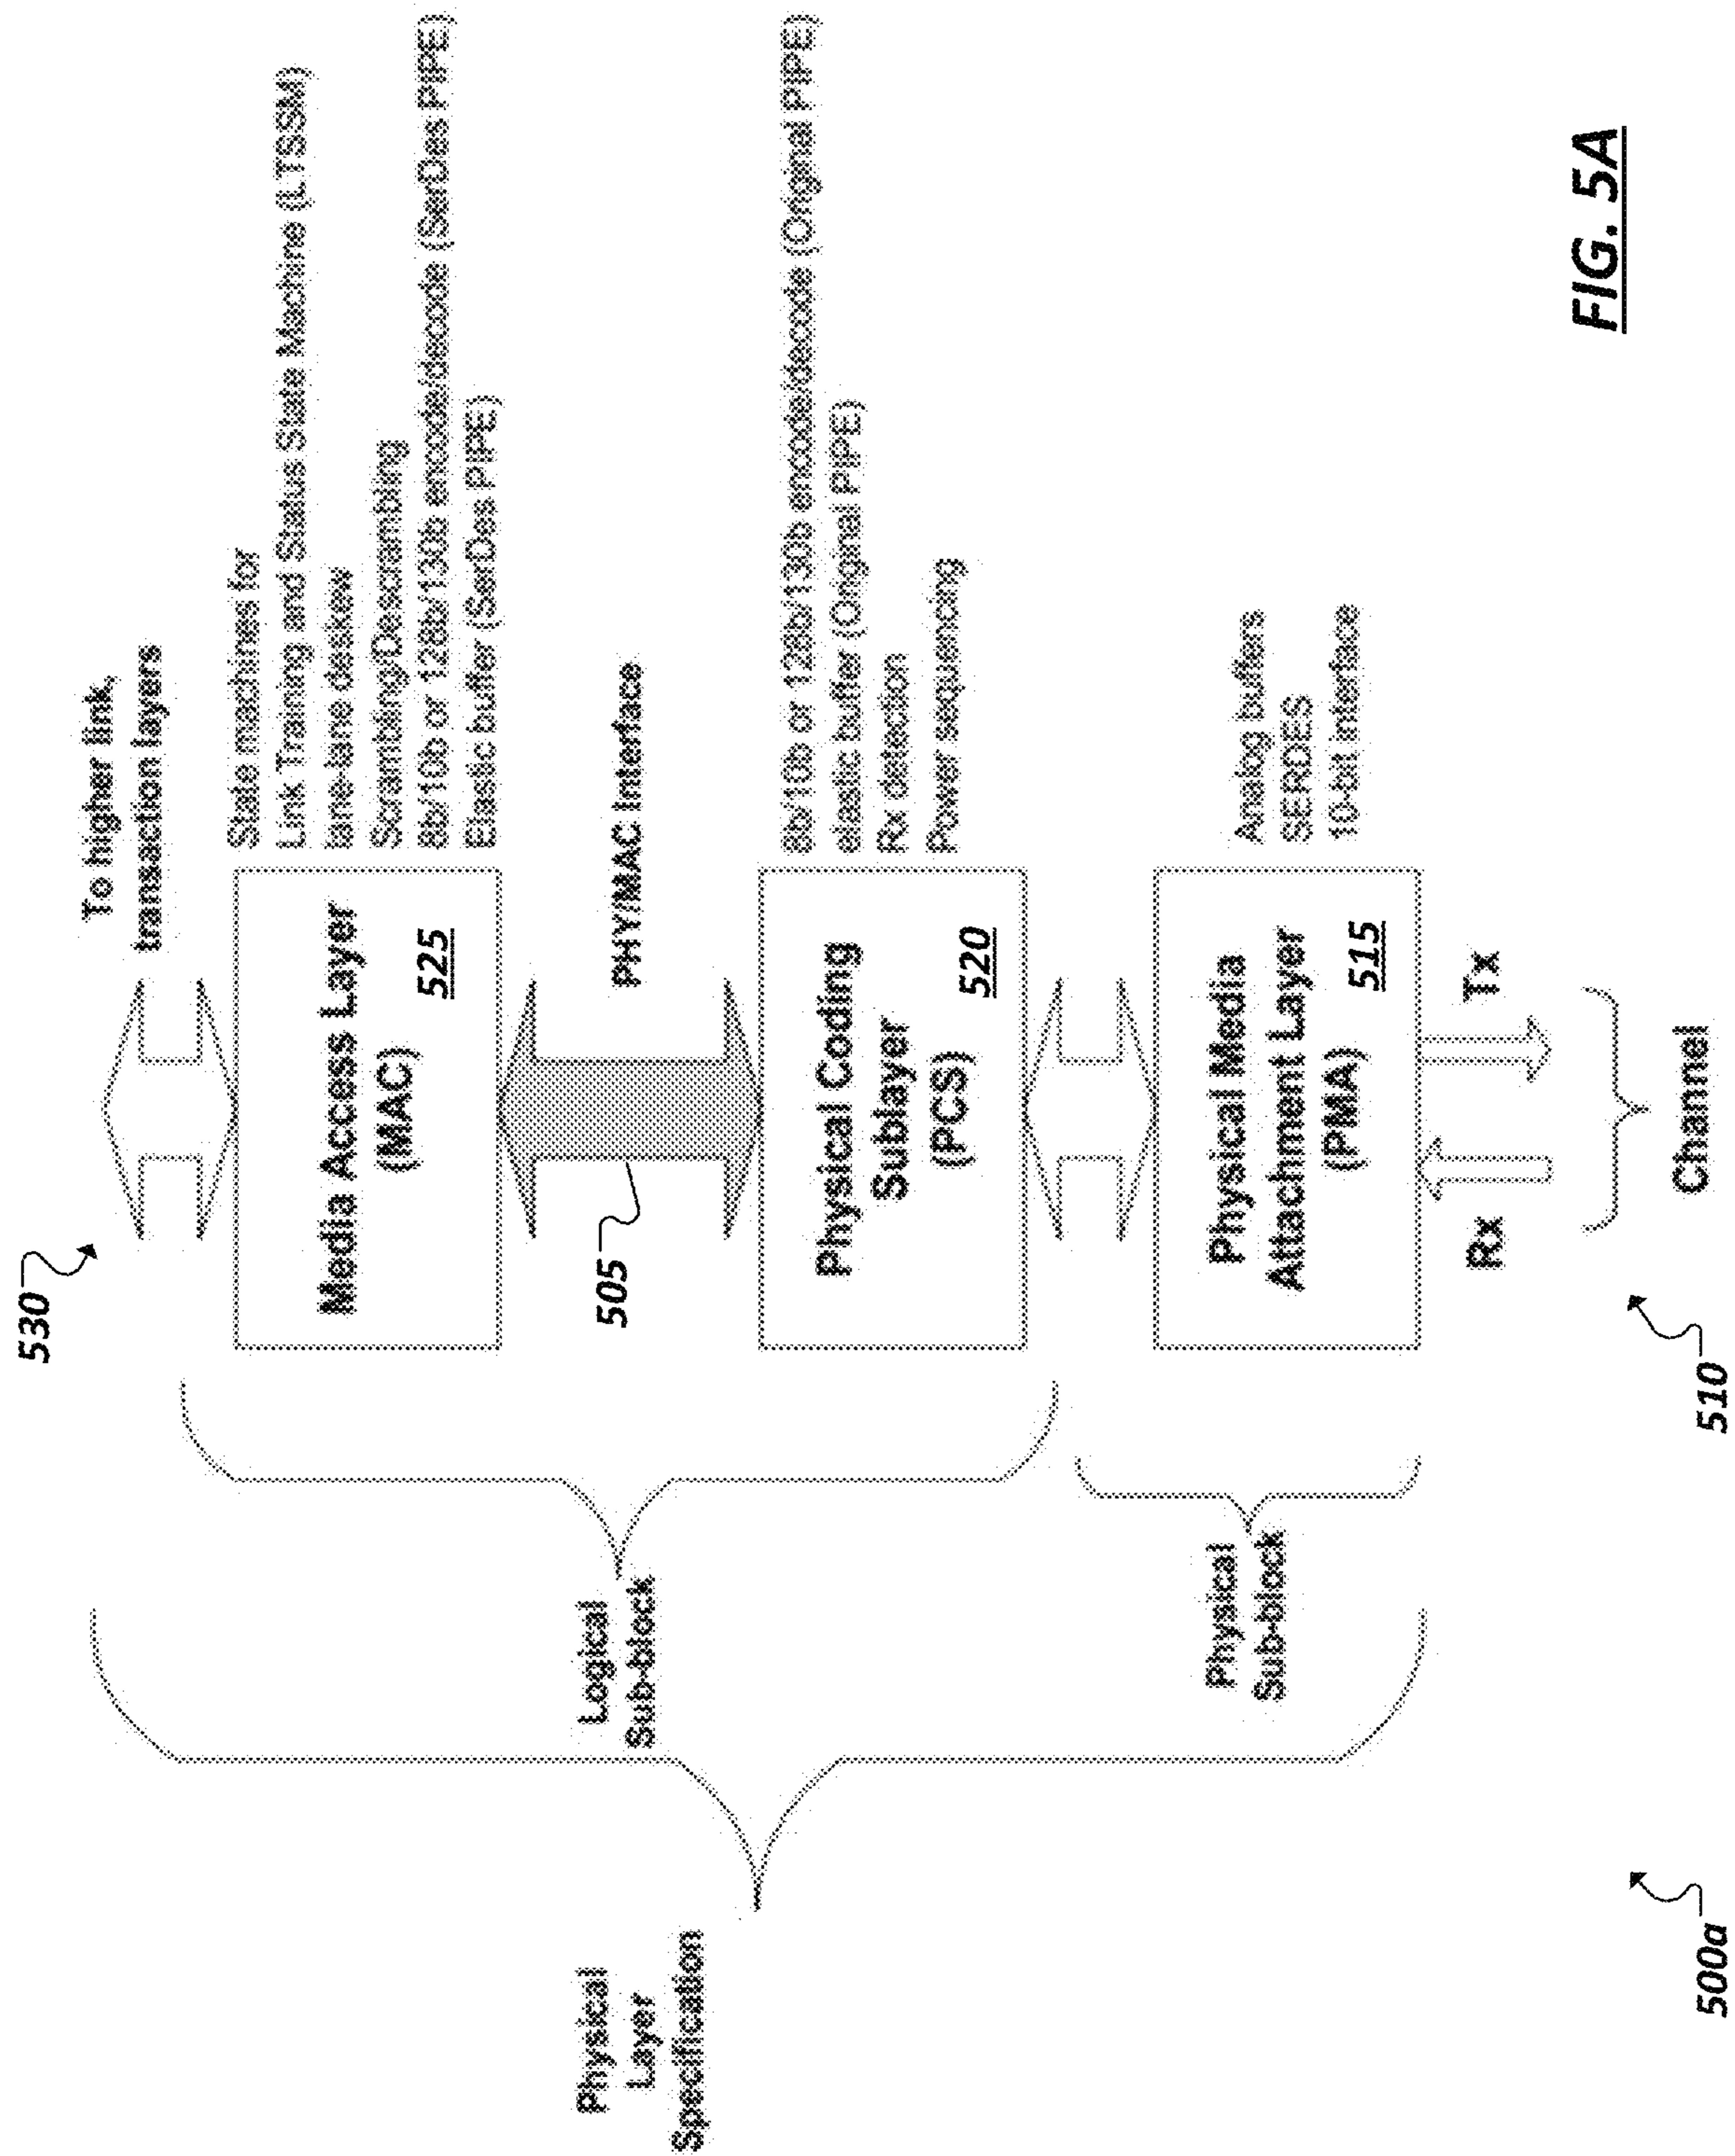 530
To higher link,
transaction layers
Media Access Layer
(MAC)
525
State machines for
Link Training and Status State Machine (LTSSM)
lane-lane deskew
Scrambling/Descrambling
8b/10b or 128b/130b encode/decode (SerDes PIPE)
Elastic buffer (SerDes PIPE)
505
PHY/MAC Interface
Physical
Layer
Specification
Logical
Sub-block
Physical Coding
Sublayer
(PCS)
520
8b/10b or 128b/130b encode/decode (Original PIPE)
elastic buffer (Original PIPE)
Rx detection
Power sequencing
Physical
Sub-block
Physical Media
Attachment Layer
(PMA)
515
Analog buffers
SERDES
10-bit interface
Rx
Tx
Channel
510
500a
FIG. 5A